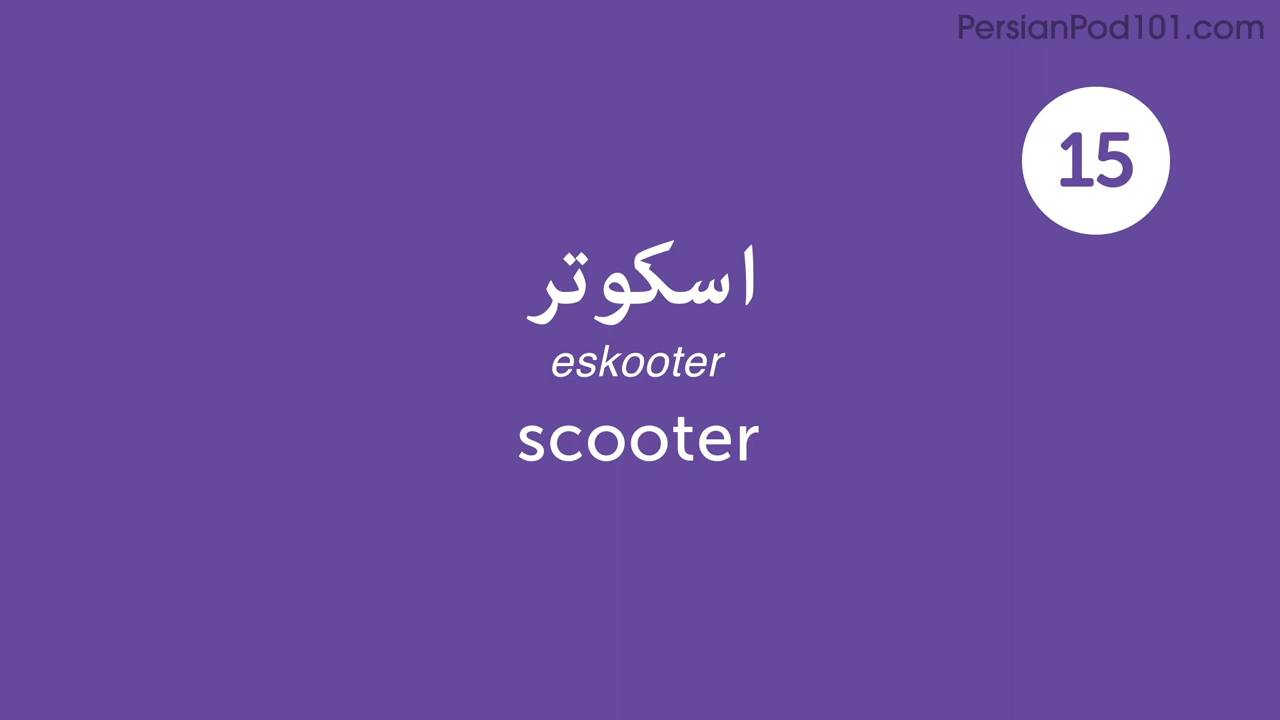 PersianPod101.com
15
اسکوتر
eskooter
scooter